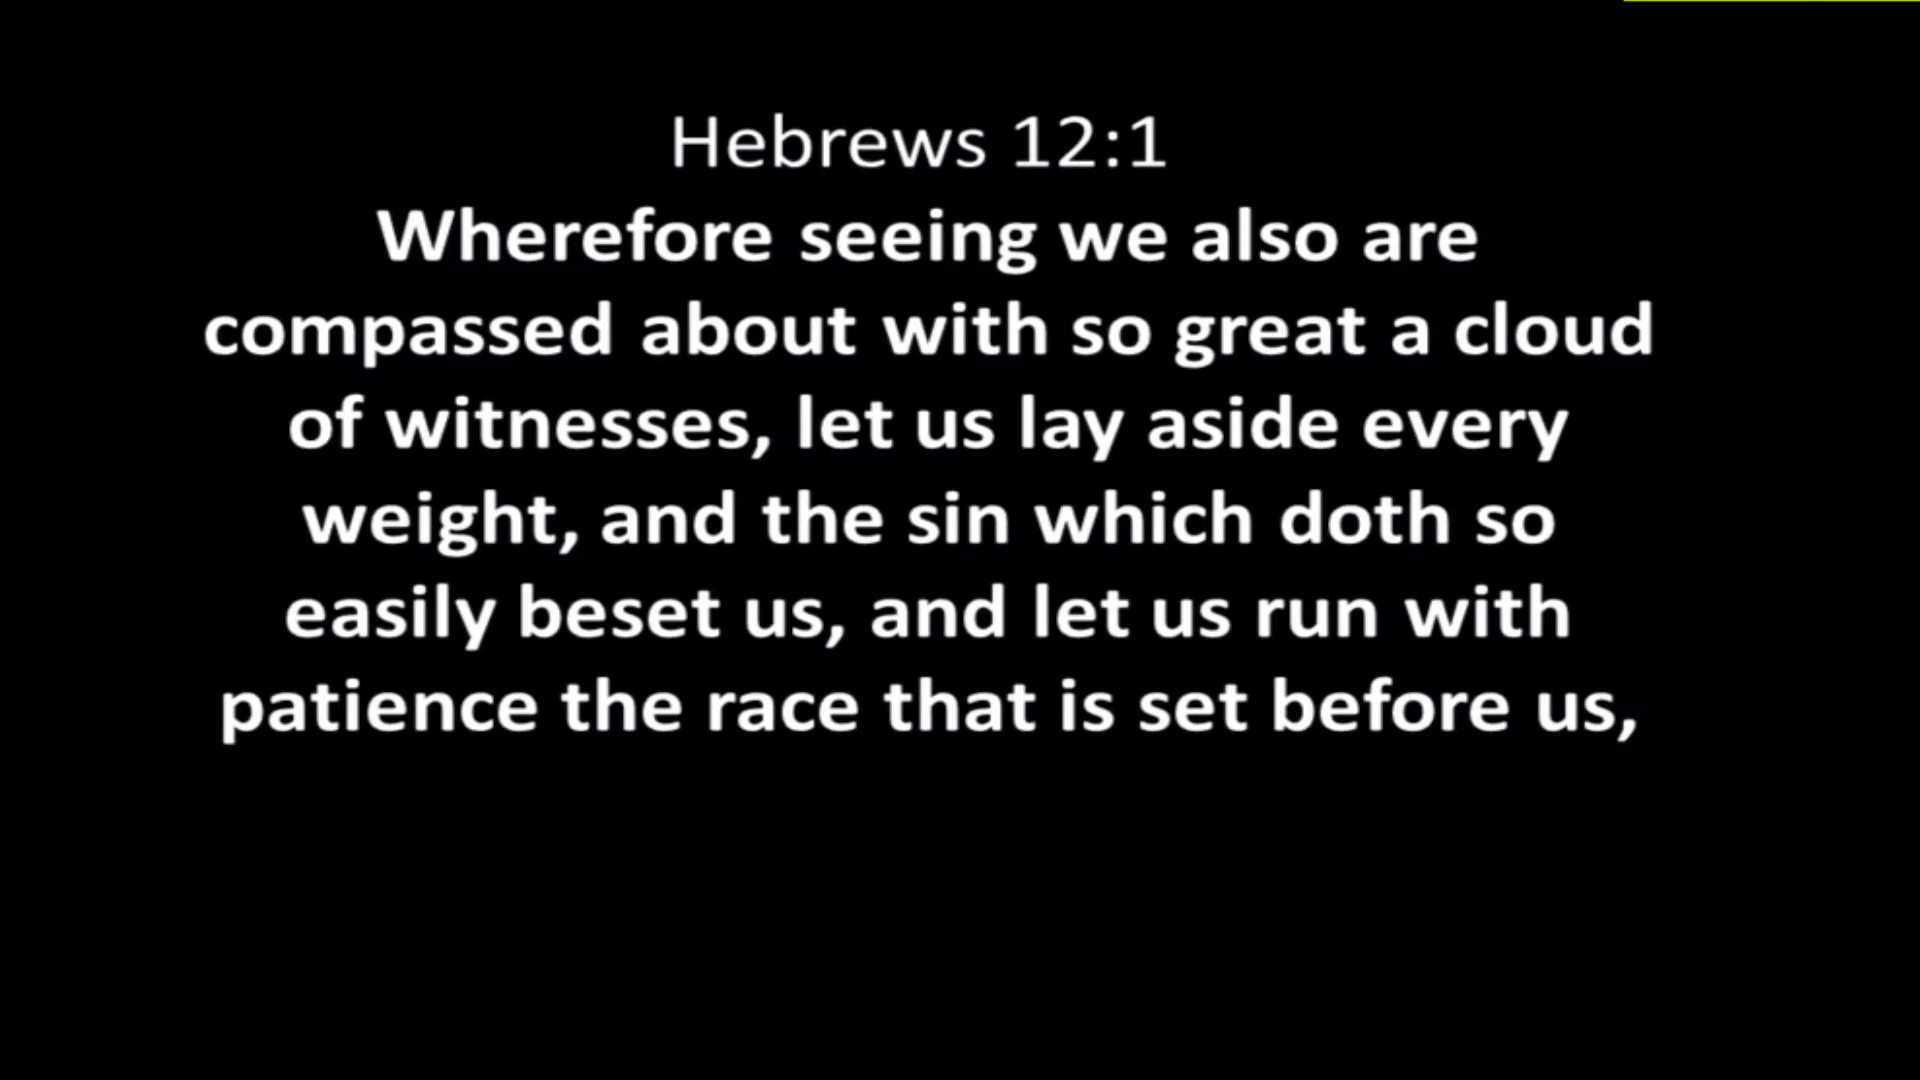 Hebrews 12:1
Wherefore seeing we also are
compassed about with so great a cloud
of witnesses, let us lay aside every
weight, and the sin which doth so
easily beset us, and let us run with
patience the race that is set before us,